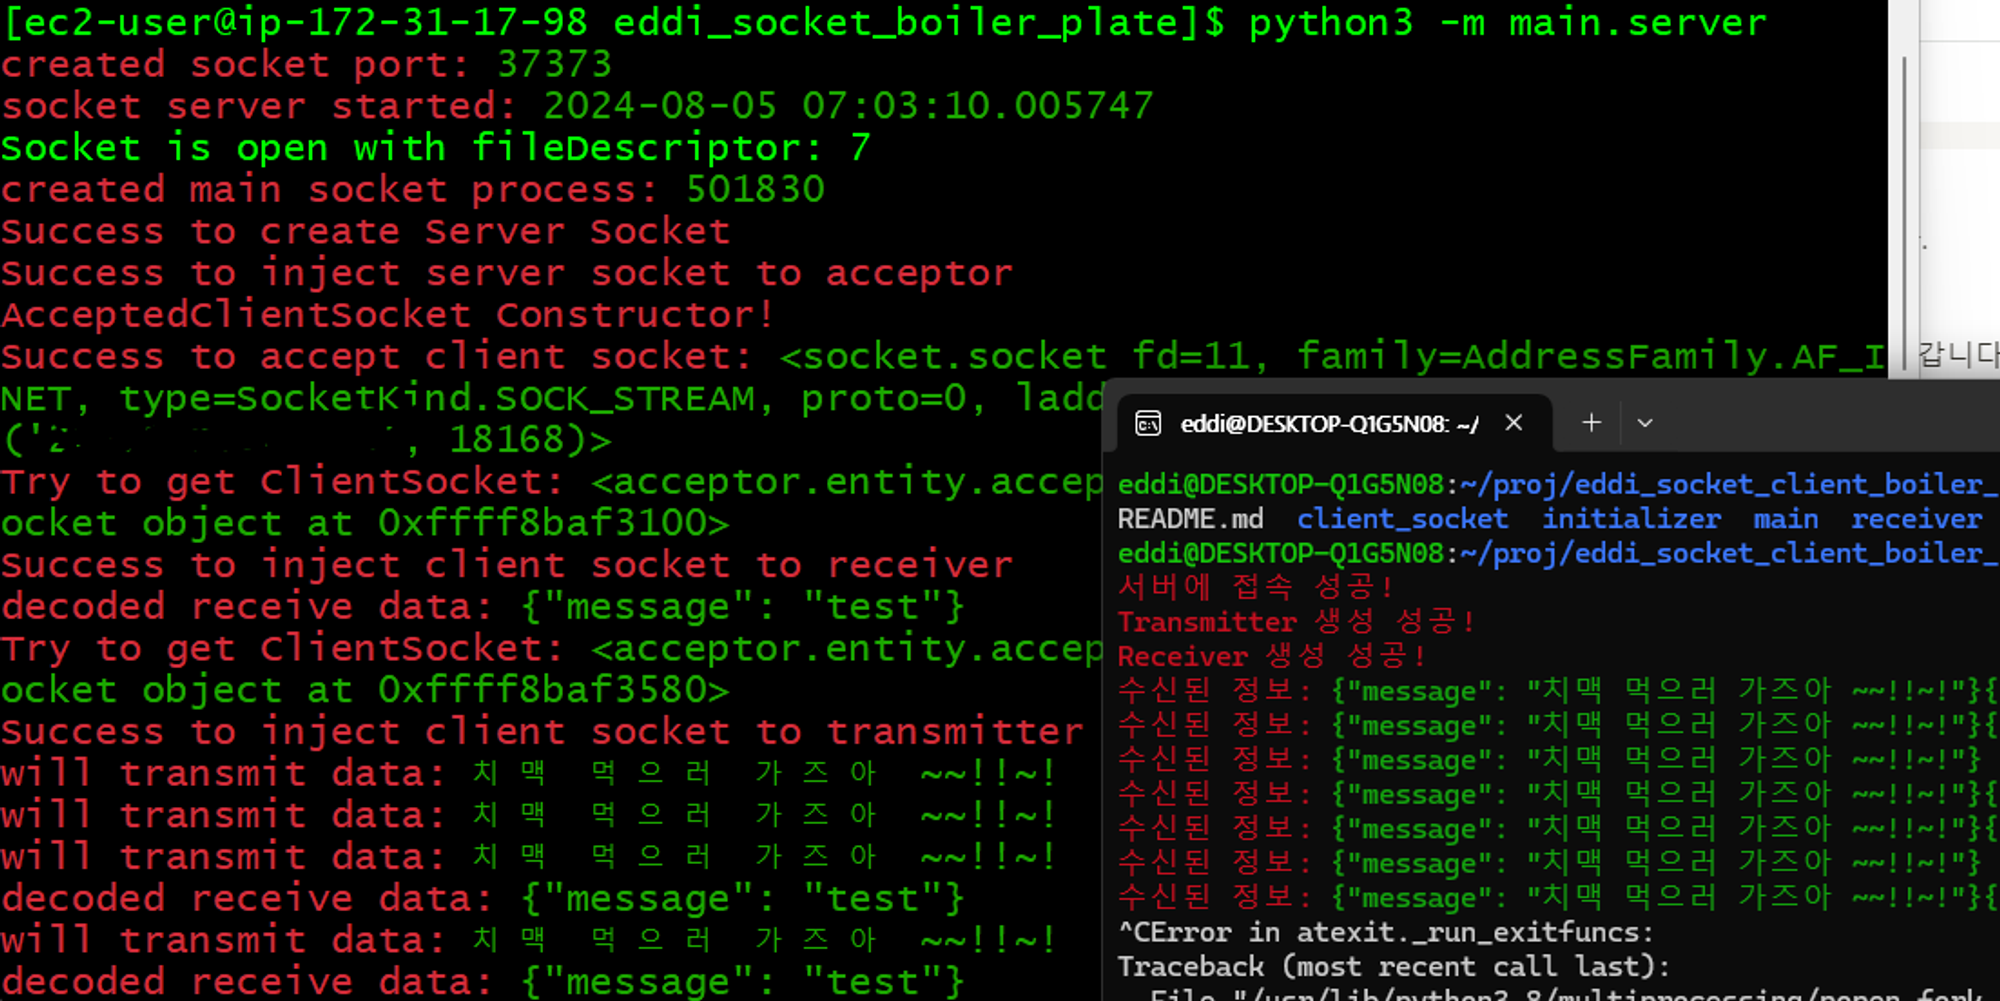 [ec2-user@ip-172-31-17-98 eddi_socket_boiler_plate]$ python3 -m main.server
created socket port: 37373
socket server started: 2024-08-05 07:03:10.005747
Socket is open with fileDescriptor: 7
created main socket process: 501830
Success to create Server Socket
Success to inject server socket to acceptor
AcceptedClientSocket Constructor!
Success to accept client socket: <socket.socket fd=11, family=AddressFamily.AF_I
NET, type=SocketKind.SOCK_STREAM, proto=0, ladd
('2 , 18168)>
Try to get ClientSocket: <acceptor.entity.accep
ocket object at 0xffff8baf3100>
Success to inject client socket to receiver
decoded receive data: {"message": "test"}
Try to get ClientSocket: <acceptor.entity.accep
ocket object at 0xffff8baf3580>
Success to inject client socket to transmitter
will transmit data: 치맥 먹으러 가즈아 ~~!!~!
will transmit data: 치맥 먹으러 가즈아 ~~!!~!
will transmit data: 치맥 먹으러 가즈아 ~~!!~!
decoded receive data: {"message": "test"}
will transmit data: 치맥 먹으러 가즈아 ~~!!~!
decoded receive data: {"message": "test"}
갑니다
eddi@DESKTOP-Q1G5N08: ~/
eddi@DESKTOP-Q1G5N08:~/proj/eddi_socket_client_boiler_
README.md client_socket initializer main receiver
eddi@DESKTOP-Q1G5N08:~/proj/eddi_socket_client_boiler_
서버에 접속 성공!
Transmitter 생성 성공!
Receiver 생성 성공!
수신된 정보: {"message": "치맥 먹으러 가즈아 ~~!!~!"}{
수신된 정보: {"message": "치맥 먹으러 가즈아 ~~!!~!"}{
수신된 정보: {"message": "치맥 먹으러 가즈아 ~~!!~!"}
수신된 정보: {"message": "치맥 먹으러 가즈아 ~~!!~!"}{
수신된 정보: {"message": "치맥 먹으러 가즈아 ~~!!~!"}{
수신된 정보: {"message": "치맥 먹으러 가즈아 ~~!!~!"}
수신된 정보: {"message": "치맥 먹으러 가즈아 ~~!!~!"}{
^CError in atexit._run_exitfuncs:
Traceback (most recent call last):
File "/usr/lib/python3.8/multiprocessing/popen_fork